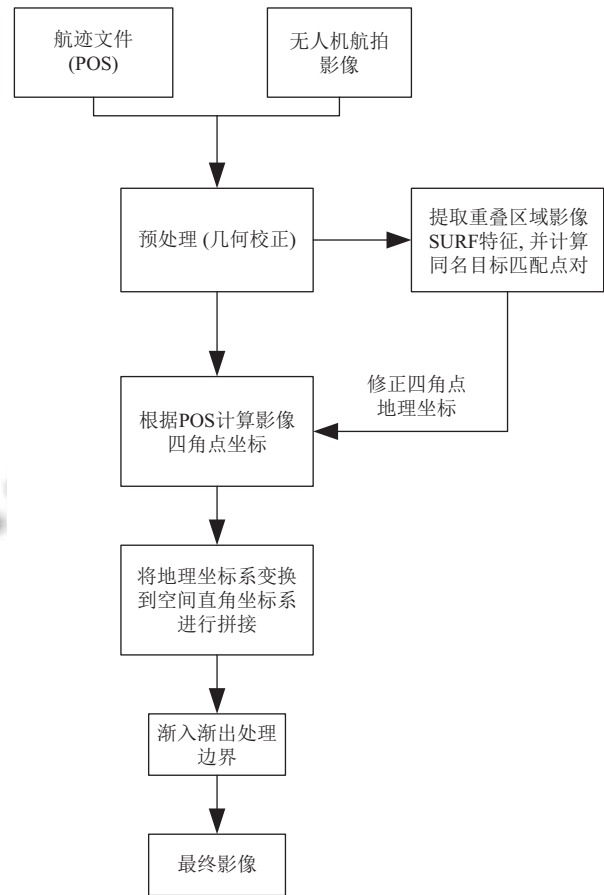 航迹文件
(POS)
无人机航拍
影像
预处理 (几何校正)
提取重叠区域影像
SURF特征, 并计算
同名目标匹配点对
修正四角点
地理坐标
根据POS计算影像
四角点坐标
将地理坐标系变换
到空间直角坐标系
进行拼接
渐入渐出处理
边界
最终影像